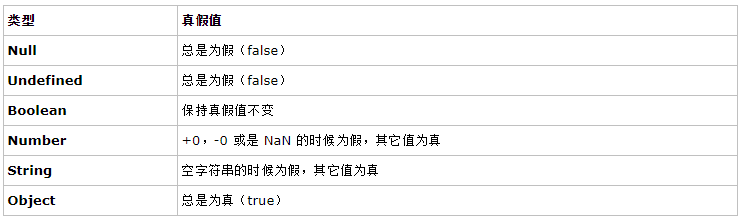 类型 真假值
Null 总是为假（false）
Undefined 总是为假（false）
Boolean 保持真假值不变
Number +0，-0 或是 NaN 的时候为假，其它值为真
String 空字符串的时候为假，其它值为真
Object 总是为真（true）